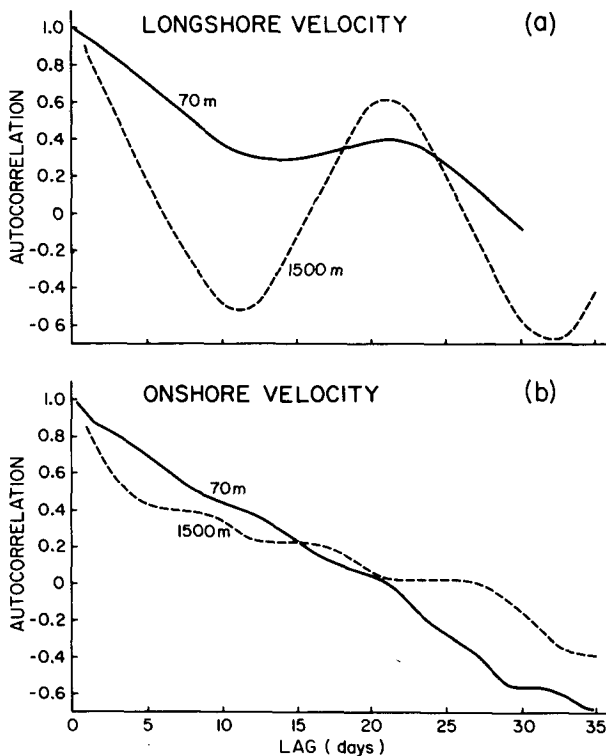 LONGSHORE VELOCITY
(a)
1.0
0.8
0.6
0.4
0.2
0
-0.2
-0.4
-0.6
AUTOCORRELATION
70 m
1500 m
ONSHORE VELOCITY
(b)
1.0
0.8
0.6
0.4
0.2
0
-0.2
-0.4
-0.6
AUTOCORRELATION
70 m
1500 m
0 5 10 15 20 25 30 35
LAG (days)